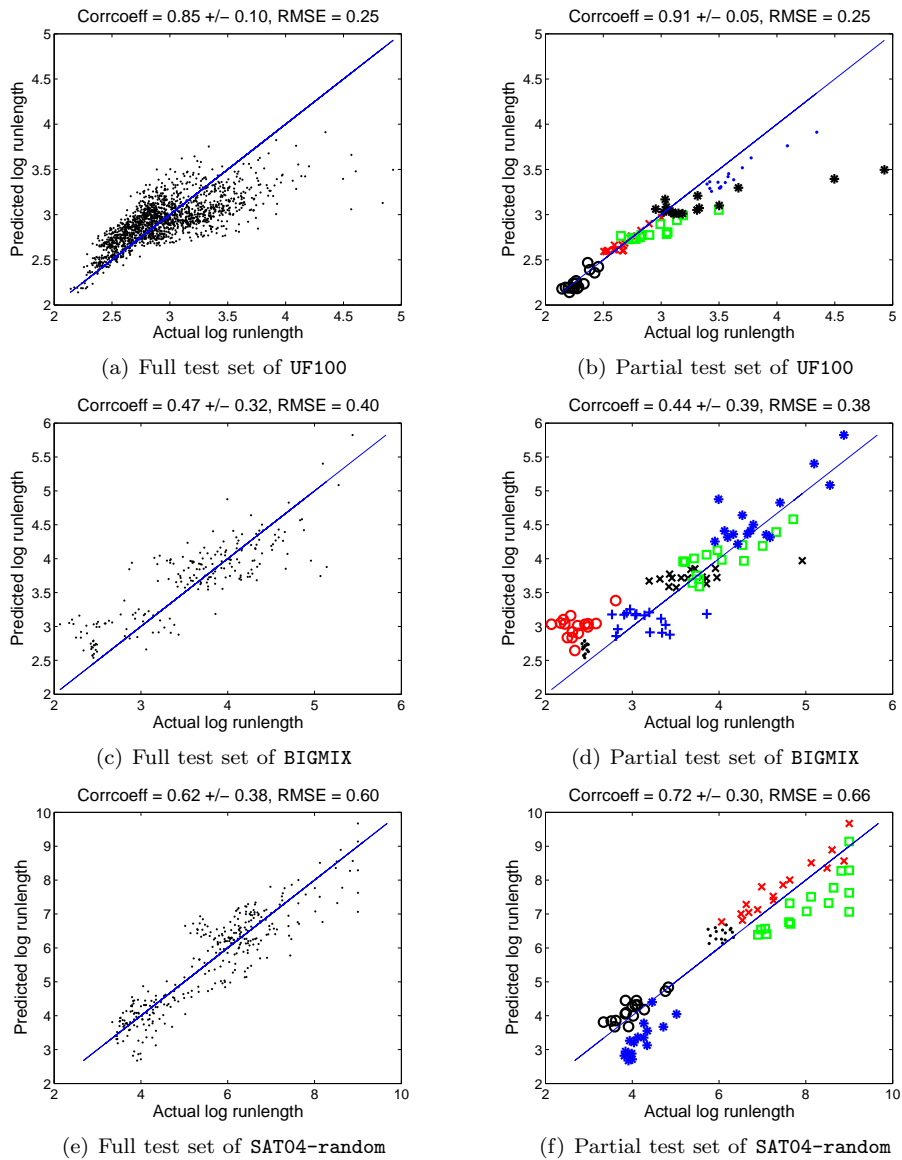 Corrcoeff = 0.85 +/− 0.10, RMSE = 0.25
5
4.5
4
3.5
3
2.5
2
Predicted log runlength
2 2.5 3 3.5 4 4.5 5
Actual log runlength
(a) Full test set of UF100
Corrcoeff = 0.91 +/− 0.05, RMSE = 0.25
5
4.5
4
3.5
3
2.5
2
Predicted log runlength
2 2.5 3 3.5 4 4.5 5
Actual log runlength
(b) Partial test set of UF100
Corrcoeff = 0.47 +/− 0.32, RMSE = 0.40
6
5.5
5
4.5
4
3.5
3
2.5
2
Predicted log runlength
2 3 4 5 6
Actual log runlength
(c) Full test set of BIGMIX
Corrcoeff = 0.44 +/− 0.39, RMSE = 0.38
6
5.5
5
4.5
4
3.5
3
2.5
2
Predicted log runlength
2 3 4 5 6
Actual log runlength
(d) Partial test set of BIGMIX
Corrcoeff = 0.62 +/− 0.38, RMSE = 0.60
10
9
8
7
6
5
4
3
2
Predicted log runlength
2 4 6 8 10
Actual log runlength
(e) Full test set of SAT04-random
Corrcoeff = 0.72 +/− 0.30, RMSE = 0.66
10
9
8
7
6
5
4
3
2
Predicted log runlength
2 4 6 8 10
Actual log runlength
(f) Partial test set of SAT04-random